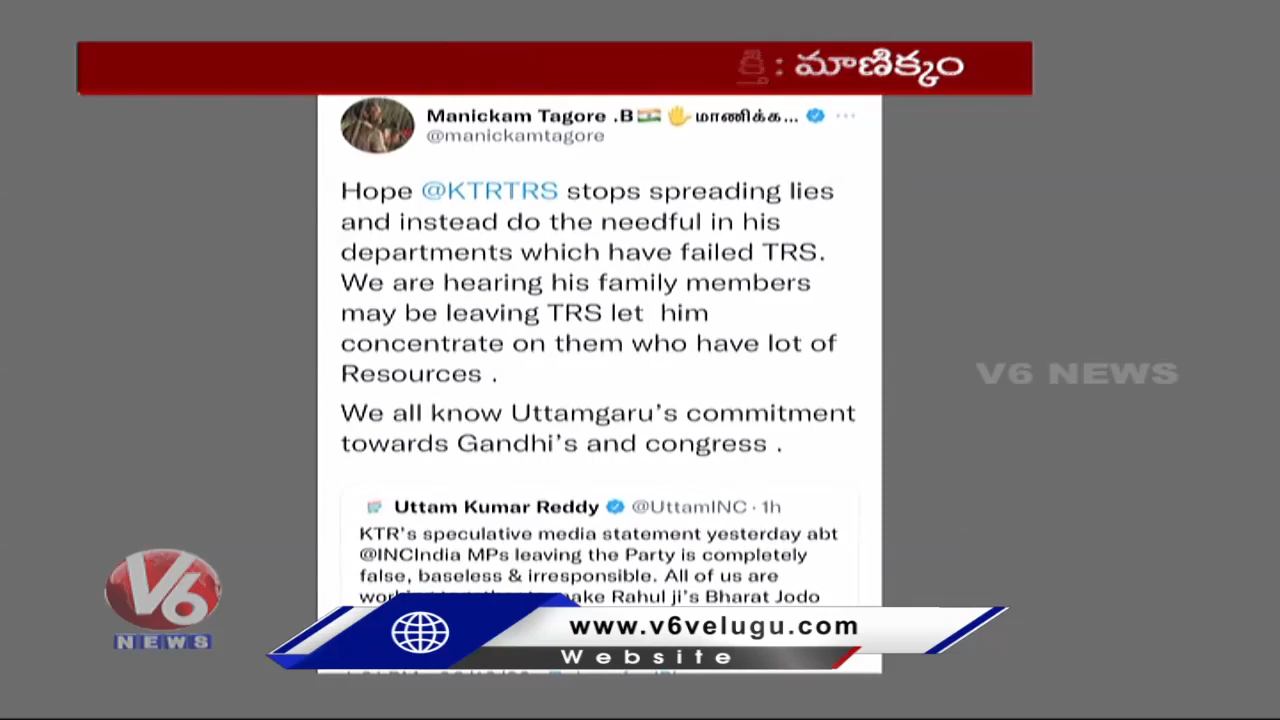 క్తి : మాణిక్కం
Manickam Tagore .B🇮🇳✋மாணிக்க...
@manickamtagore
Hope @KTRTRS stops spreading lies
and instead do the needful in his
departments which have failed TRS.
We are hearing his family members
may be leaving TRS let him
concentrate on them who have lot of
Resources .
We all know Uttamgaru's commitment
towards Gandhi's and congress .
Uttam Kumar Reddy @UttamINC · 1h
KTR's speculative media statement yesterday abt
@INCIndia MPs leaving the Party is completely
false, baseless & irresponsible. All of us are
make Rahul ji's Bharat Jodo
V6 NEWS
V6
NEWS
www.v6velugu.com
Website